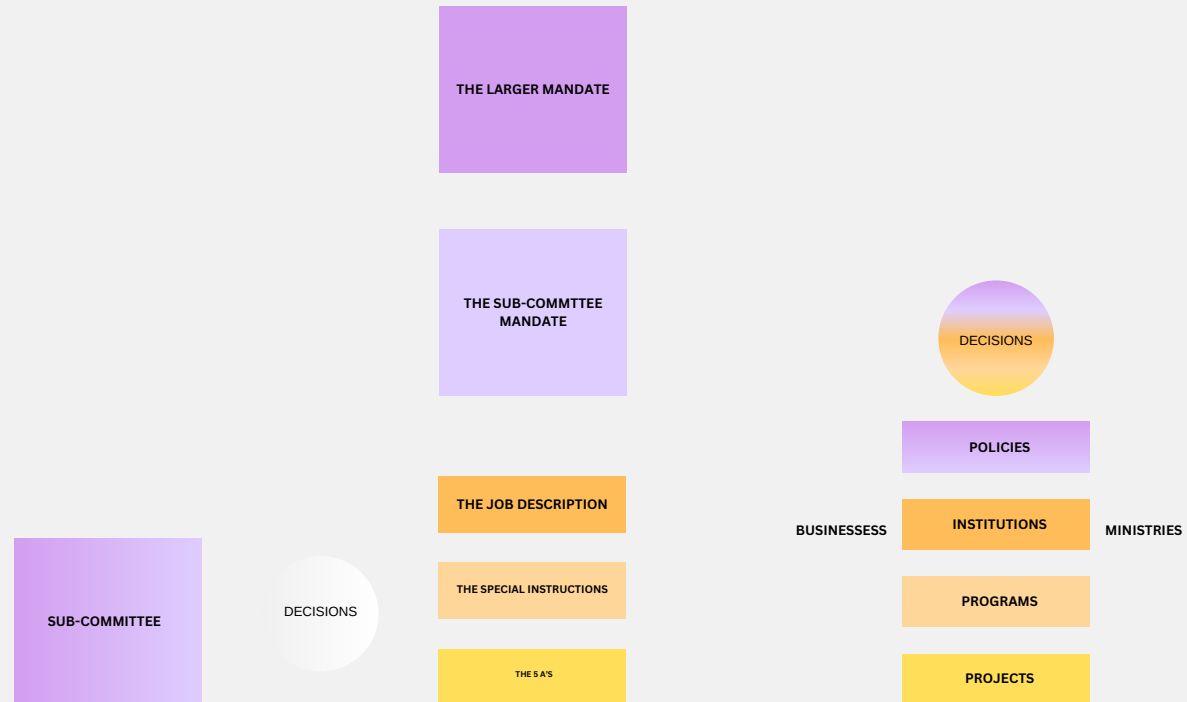 THE LARGER MANDATE
THE SUB-COMMTTEE
MANDATE
DECISIONS
POLICIES
THE JOB DESCRIPTION
BUSINESSESS
INSTITUTIONS
MINISTRIES
THE SPECIAL INSTRUCTIONS
PROGRAMS
SUB-COMMITTEE
DECISIONS
THE 5 A'S
PROJECTS